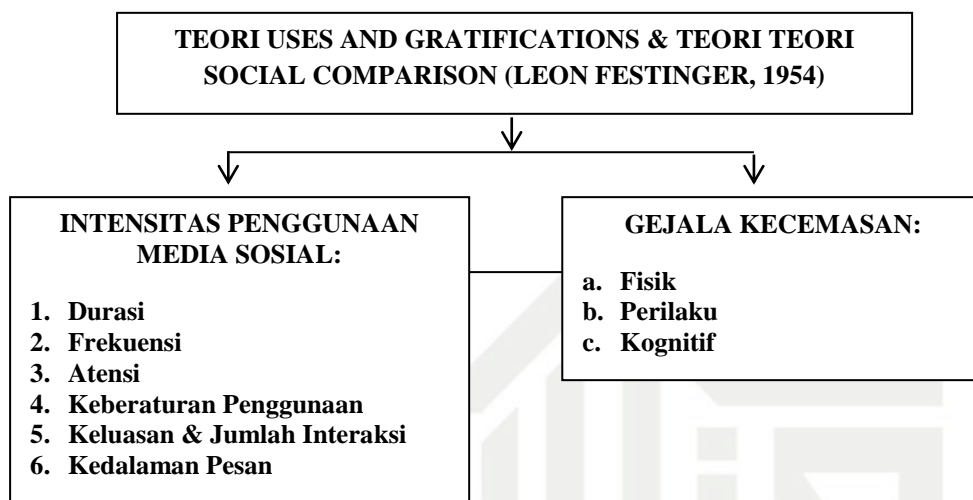 TEORI USES AND GRATIFICATIONS & TEORI TEORI
SOCIAL COMPARISON (LEON FESTINGER, 1954)
INTENSITAS PENGGUNAAN
MEDIA SOSIAL:
1. Durasi
2. Frekuensi
3. Atensi
4. Keberaturan Penggunaan
5. Keluasan & Jumlah Interaksi
6. Kedalaman Pesan
GEJALA KECEMASAN:
a. Fisik
b. Perilaku
c. Kognitif